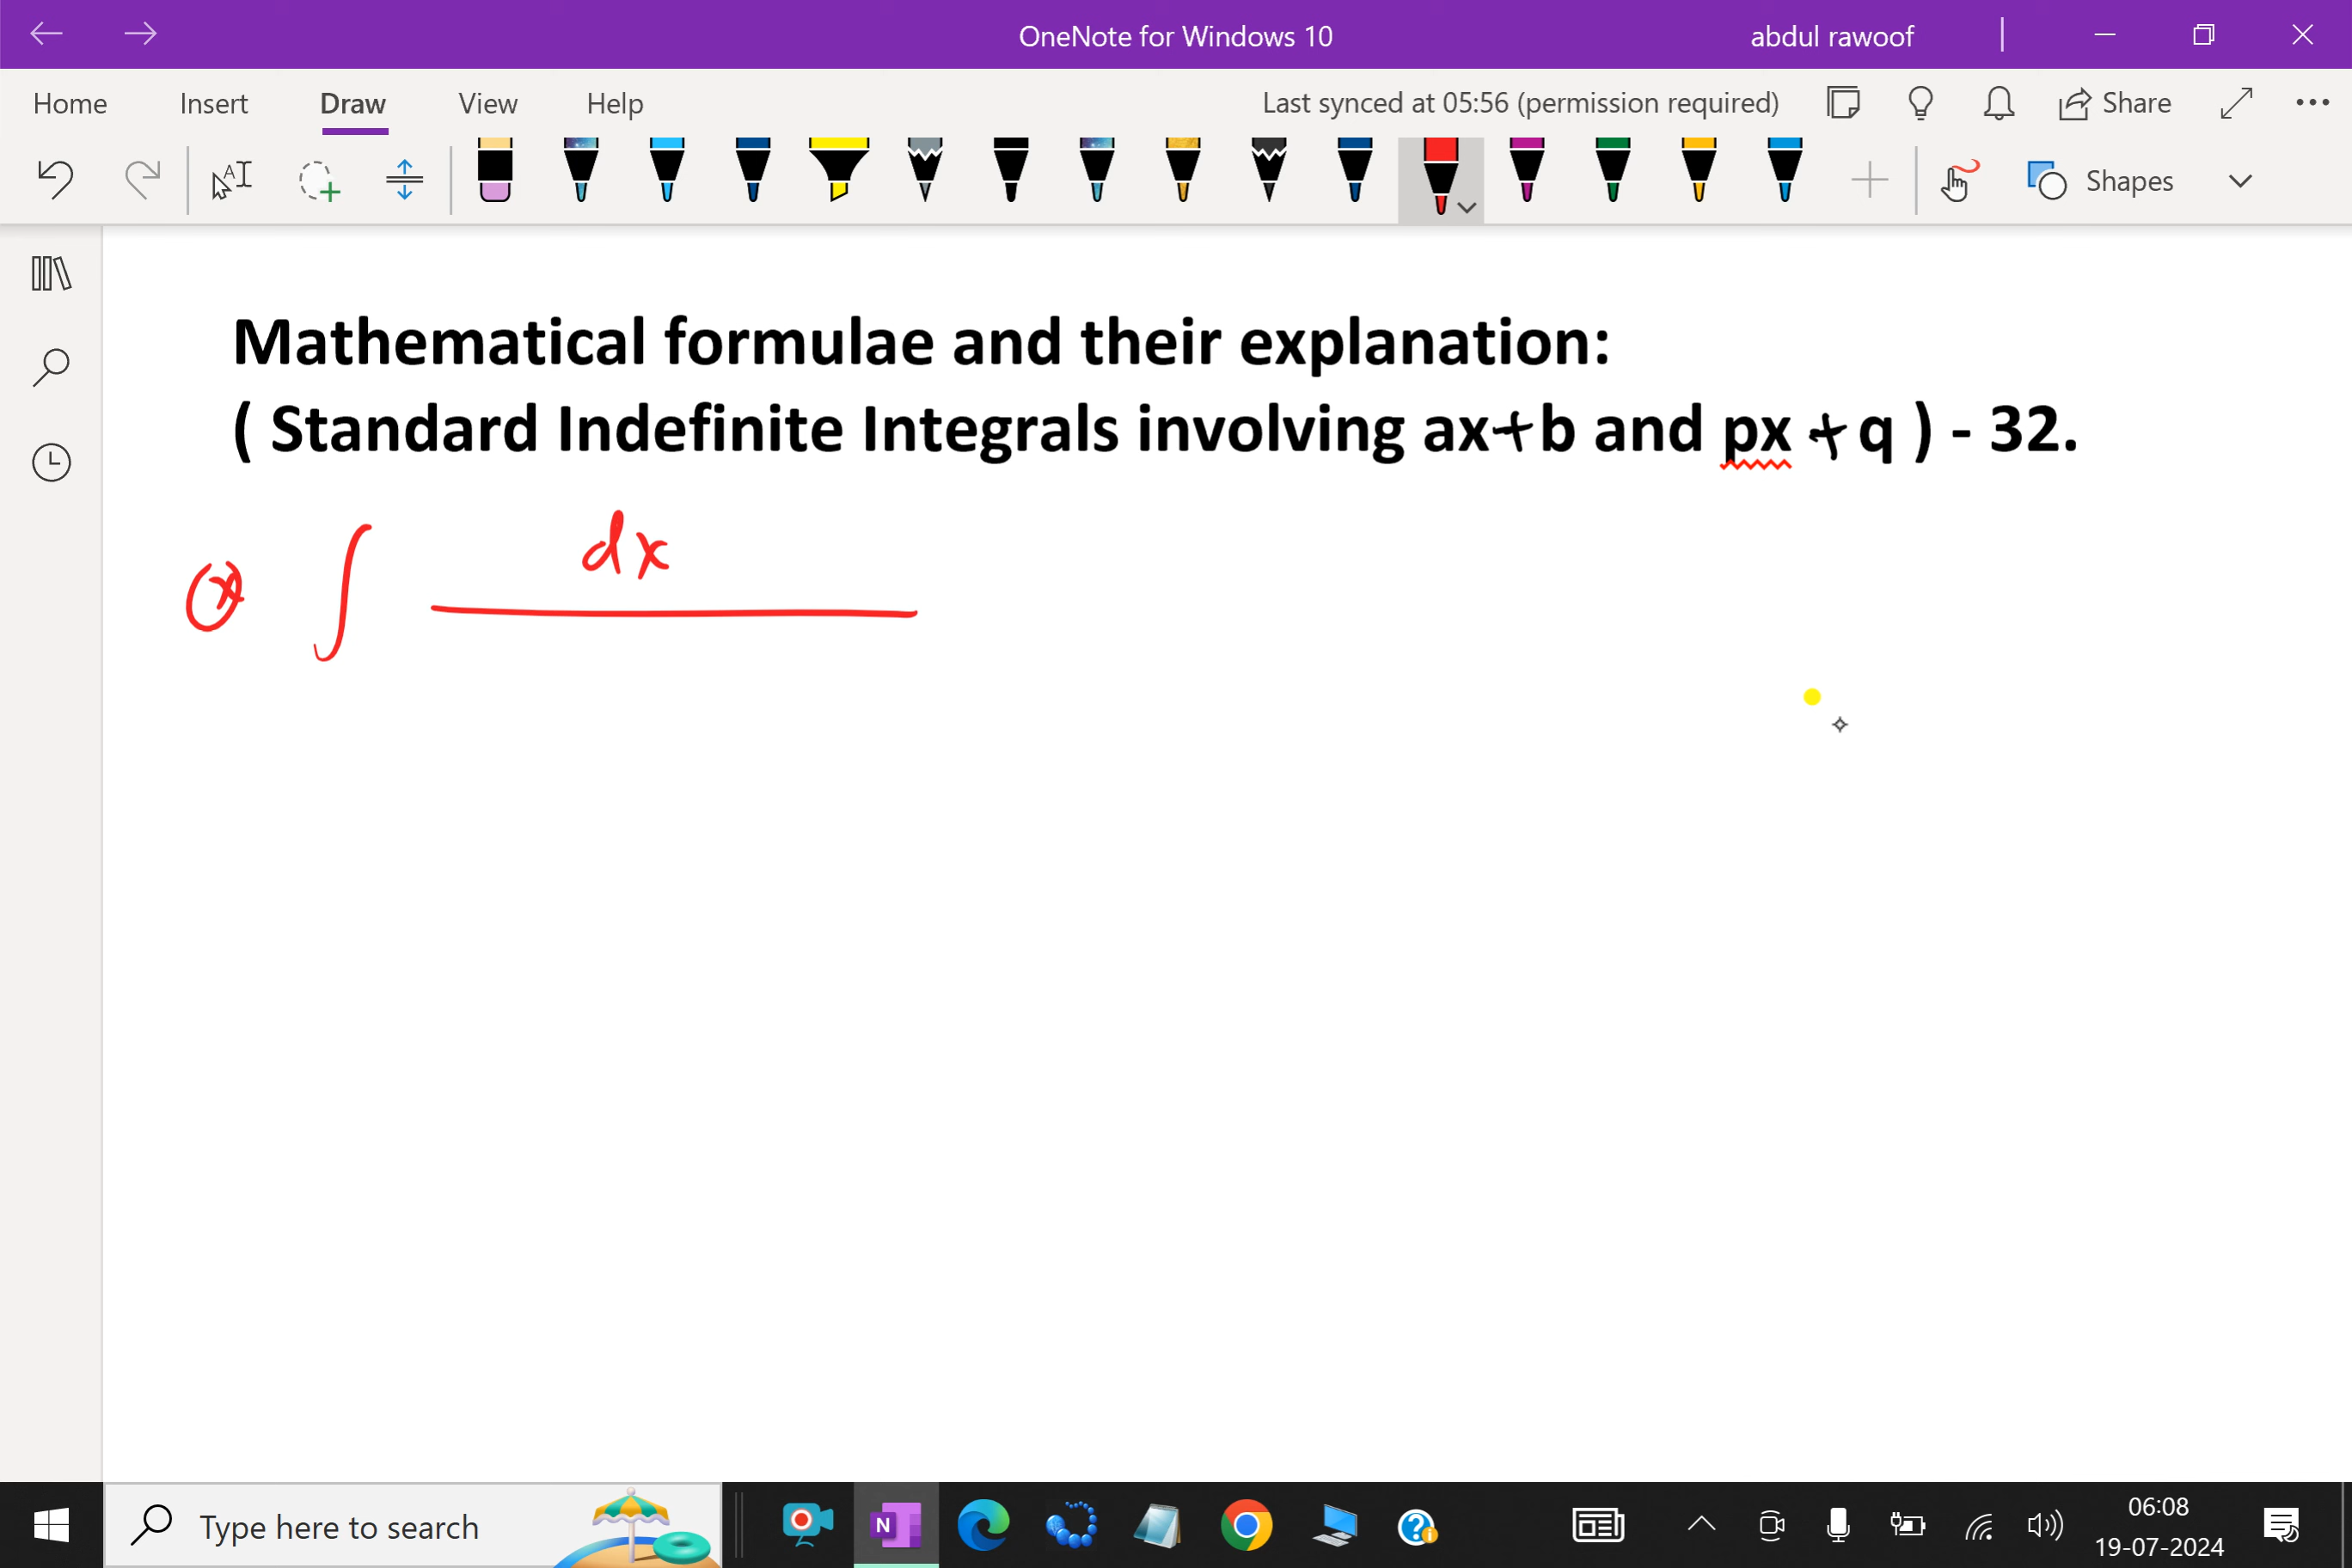 OneNote for Windows 10
abdul rawoof
Home Insert Draw View Help
Last synced at 05:56 (permission required)
Share
Shapes
Mathematical formulae and their explanation:
( Standard Indefinite Integrals involving ax+b and px + q ) - 32.
∫ dx
Type here to search
06:08
19-07-2024